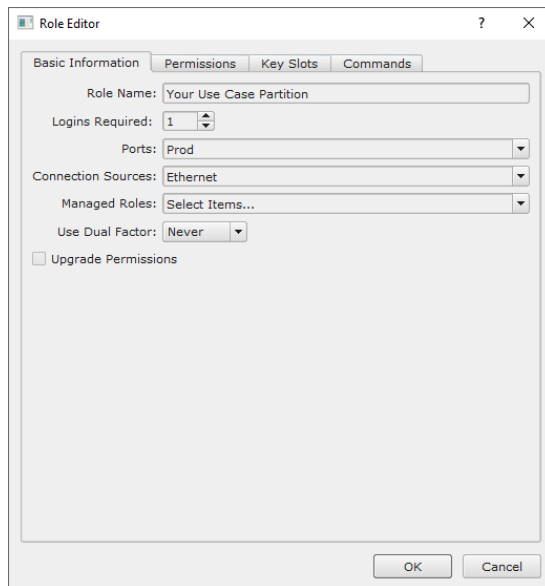 Role Editor ?
Basic Information Permissions Key Slots Commands
Role Name: Your Use Case Partition
Logins Required: 1
Ports: Prod
Connection Sources: Ethernet
Managed Roles: Select Items...
Use Dual Factor: Never
Upgrade Permissions
OK Cancel